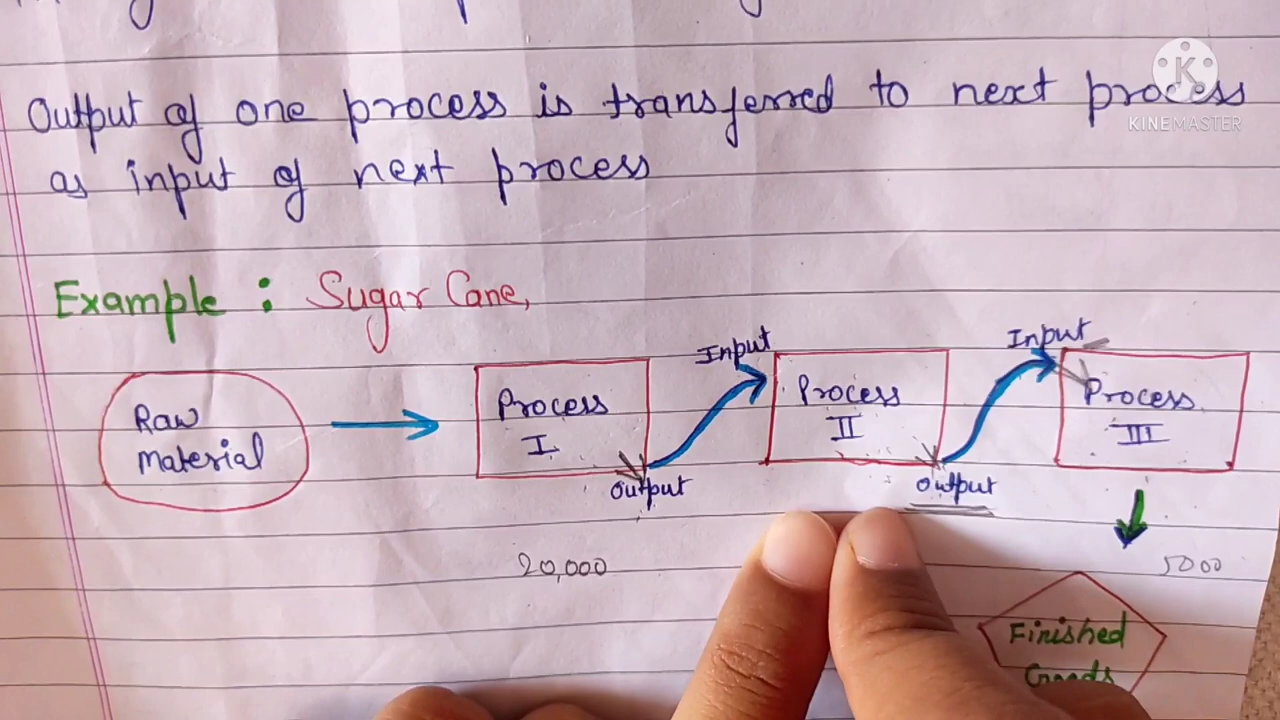 Output of one process is transferred to next process
as input of next process
KINEMASTER
Example : Sugar Cane,
Input
Input
Raw
material
Process
I
Process
II
Process
III
Output
Output
20,000
5000
Finished
Goods